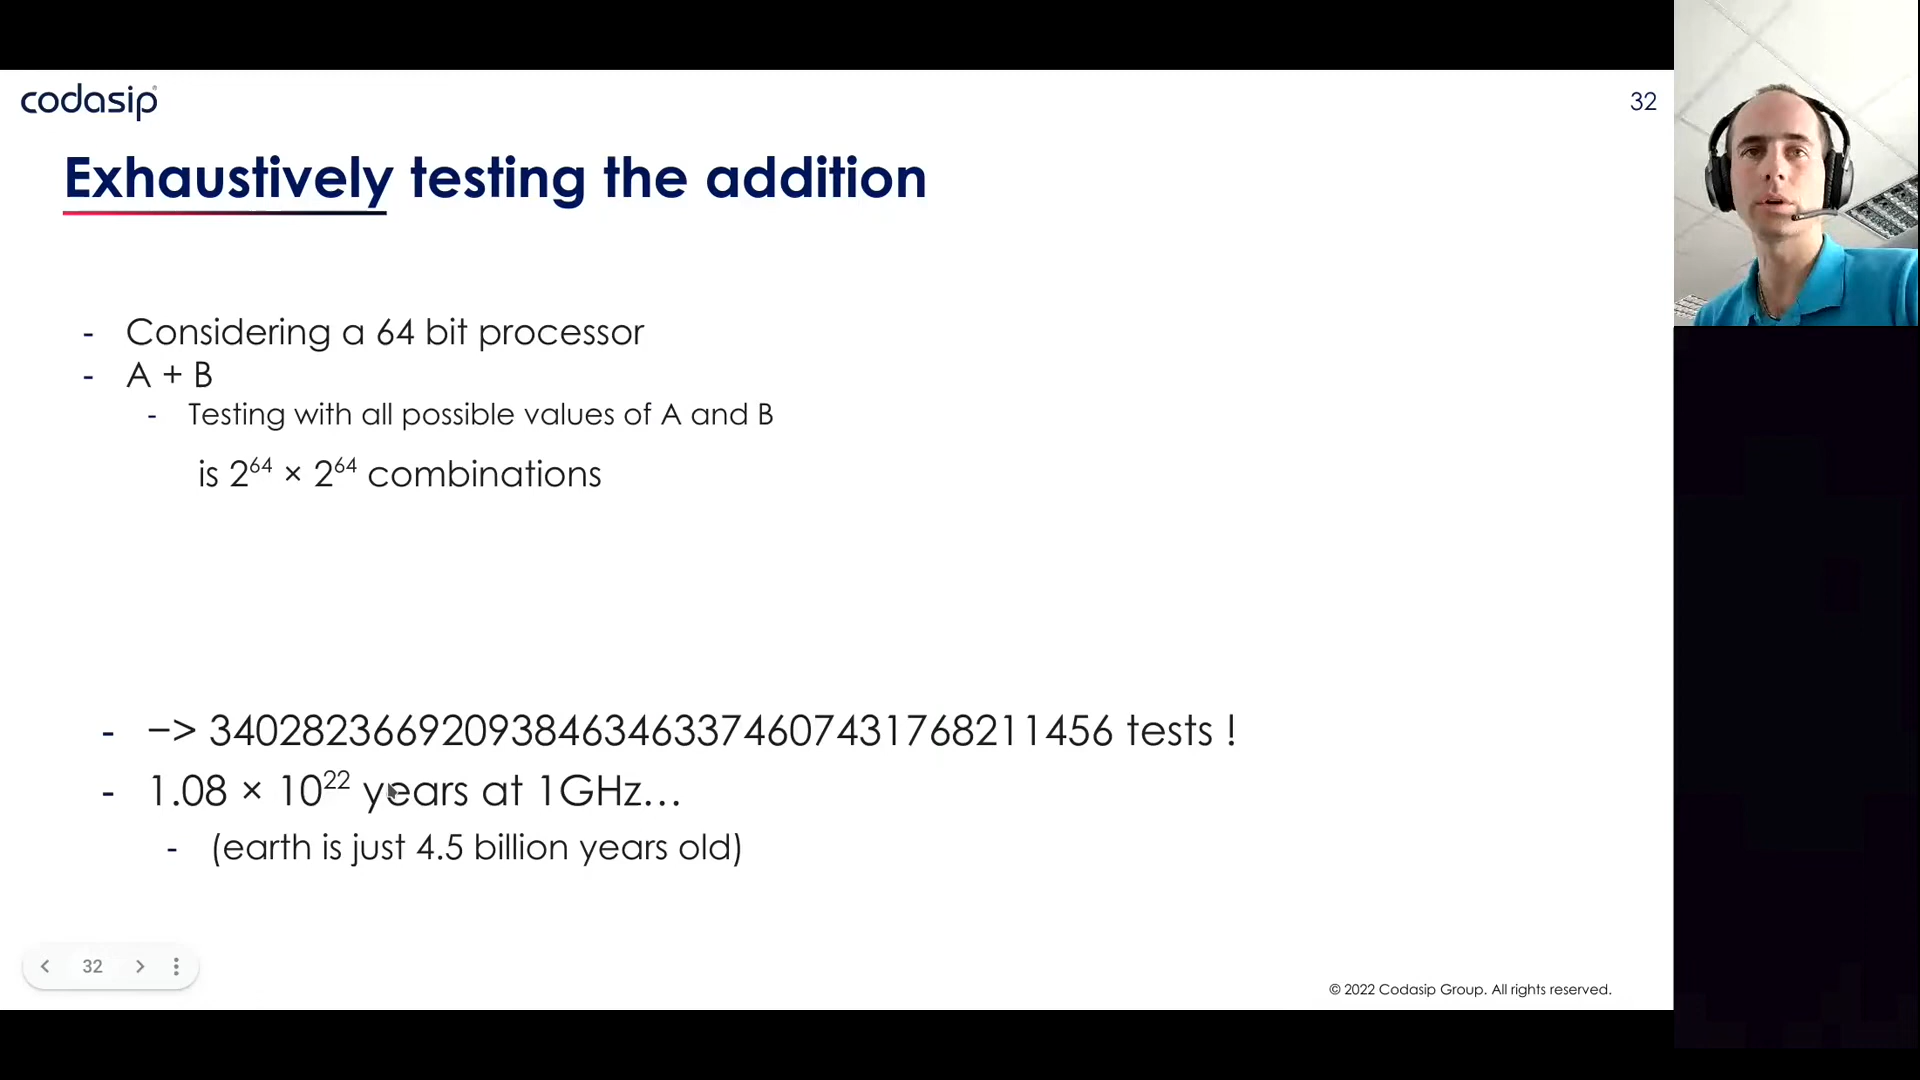 codasip
32
Exhaustively testing the addition
- Considering a 64 bit processor
- A + B
- Testing with all possible values of A and B
is 2⁶⁴ × 2⁶⁴ combinations
- –> 340282366920938463463374607431768211456 tests !
- 1.08 × 10²² years at 1GHz...
- (earth is just 4.5 billion years old)
32
© 2022 Codasip Group. All rights reserved.